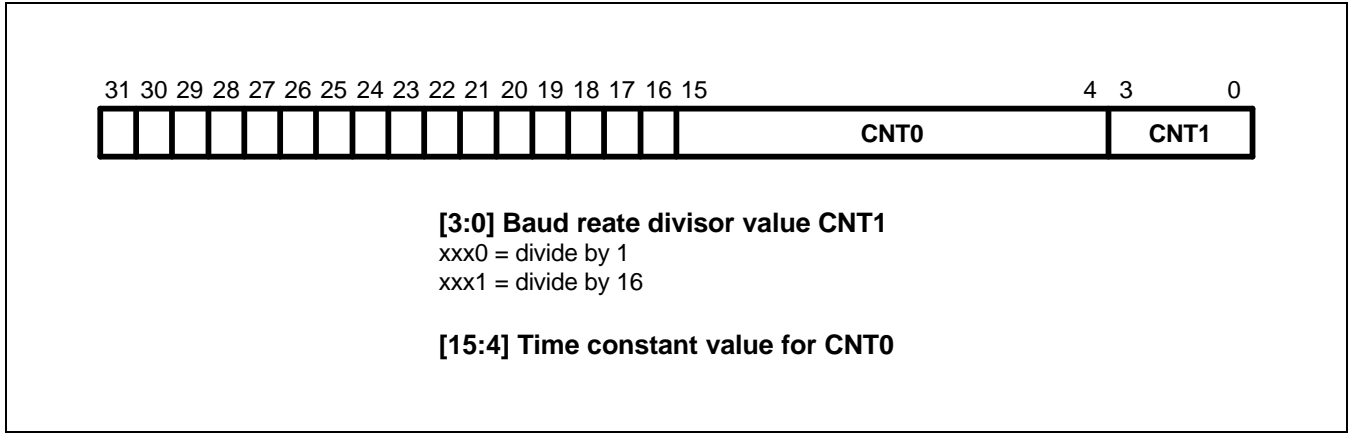 31 30 29 28 27 26 25 24 23 22 21 20 19 18 17 16 15 4 3 0
CNT0 CNT1
[3:0] Baud reate divisor value CNT1
xxx0 = divide by 1
xxx1 = divide by 16
[15:4] Time constant value for CNT0